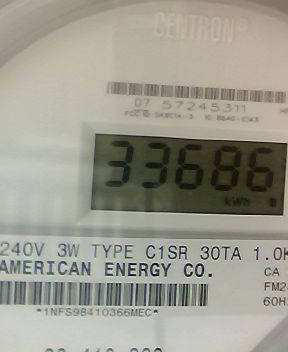 CENTRON®
07 57245311
33686
kWh
240V 3W TYPE C1SR 30TA 1.0K
AMERICAN ENERGY CO.
CA
FM2
60H
*1NFS98410366MEC*